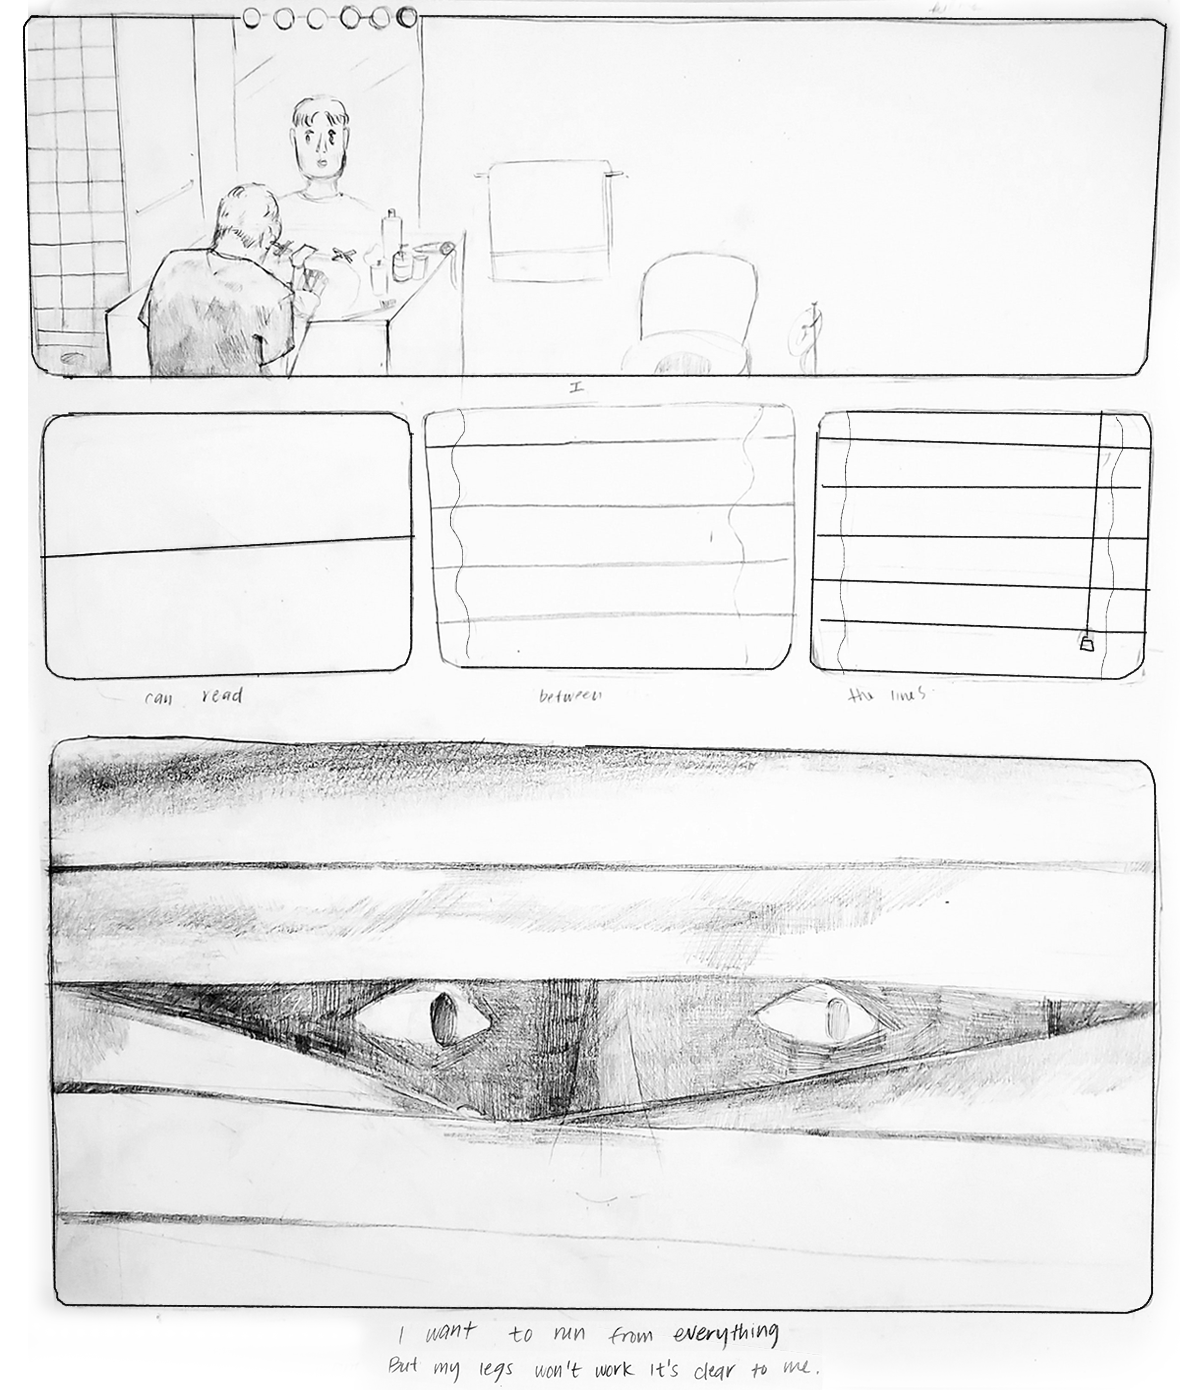 I
can read
between
the lines
I want to run from everything
But my legs won't work it's clear to me.